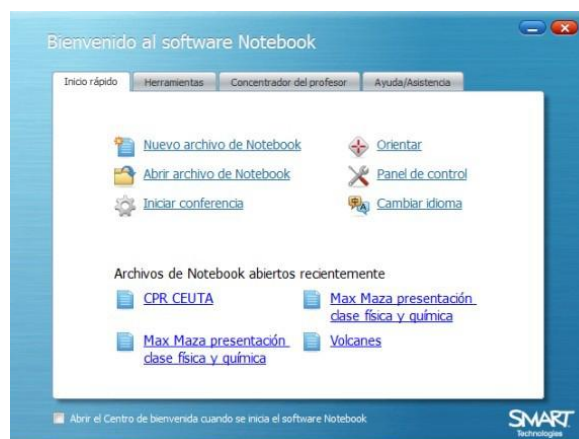 Bienvenido al software Notebook
Inicio rápido Herramientas Concentrador del profesor Ayuda/Asistencia
Nuevo archivo de Notebook Orientar
Abrir archivo de Notebook Panel de control
Iniciar conferencia Cambiar idioma
Archivos de Notebook abiertos recientemente
CPR CEUTA
Max Maza presentación
clase física y química
Max Maza presentación
clase física y química
Volcanes
Abrir el Centro de bienvenida cuando se inicia el software Notebook
SMART
Technologies